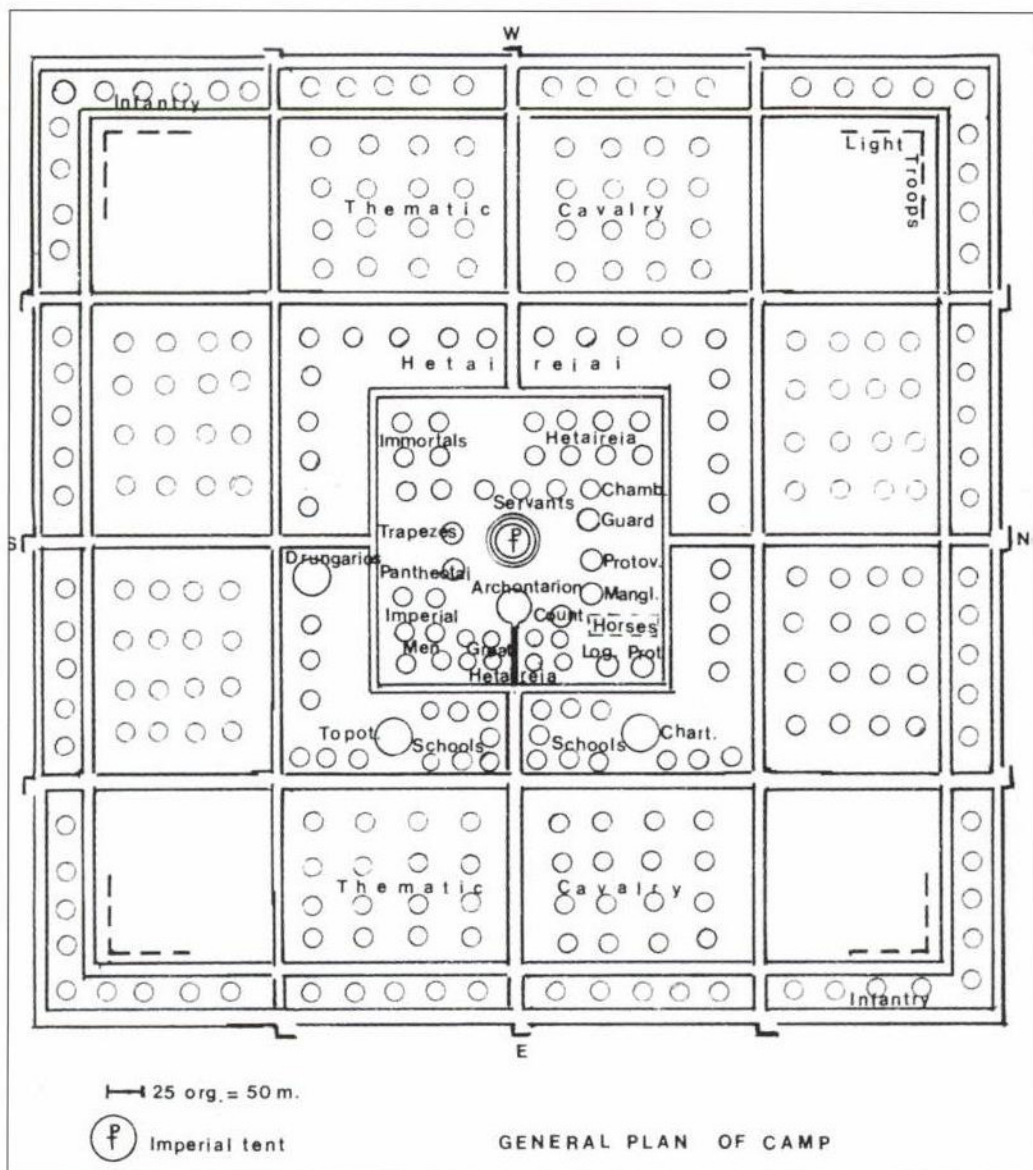 W
Infantry
Light
Troops
Thematic Cavalry
Hetai reiai
Immortals Hetaireia
Chamb.
Servants
Guard
Trapezes
S N
Drungarios
Pantheotai
Protov.
Archontarion
Mangl.
Imperial Count
Horses
Men Great Log. Prot.
Hetaireia
Topot. Schools Schools Chart.
Thematic Cavalry
Infantry
E
25 org. = 50 m.
Imperial tent GENERAL PLAN OF CAMP